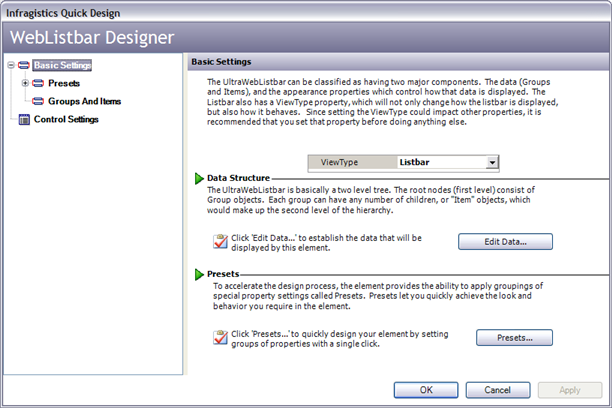 Infragistics Quick Design
WebListbar Designer
Basic Settings
Presets
Groups And Items
Control Settings
Basic Settings
The UltraWebListbar can be classified as having two major components. The data (Groups
and Items), and the appearance properties which control how that data is displayed. The
Listbar also has a ViewType property, which will not only change how the listbar is displayed,
but also how it behaves. Since setting the ViewType could impact other properties, it is
recommended that you set that property before doing anything else.
ViewType Listbar
Data Structure
The UltraWebListbar is basically a two level tree. The root nodes (first level) consist of
Group objects. Each group can have any number of children, or "Item" objects, which
would make up the second level of the hierarchy.
Click 'Edit Data...' to establish the data that will be
displayed by this element.
Edit Data...
Presets
To accelerate the design process, the element provides the ability to apply groupings of
special property settings called Presets. Presets let you quickly achieve the look and
behavior you require in the element.
Click 'Presets...' to quickly design your element by setting
groups of properties with a single click.
Presets...
OK Cancel Apply